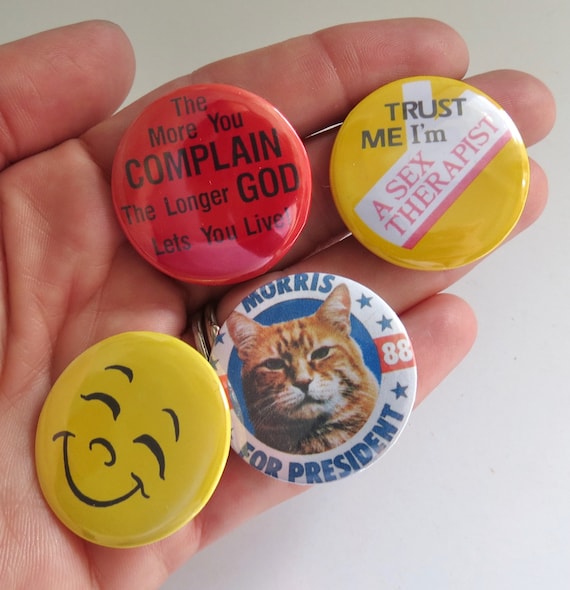 The
More You
COMPLAIN
The Longer GOD
Lets You Live
TRUST
ME I'm
A SEX
THERAPIST
MORRIS
88
FOR PRESIDENT